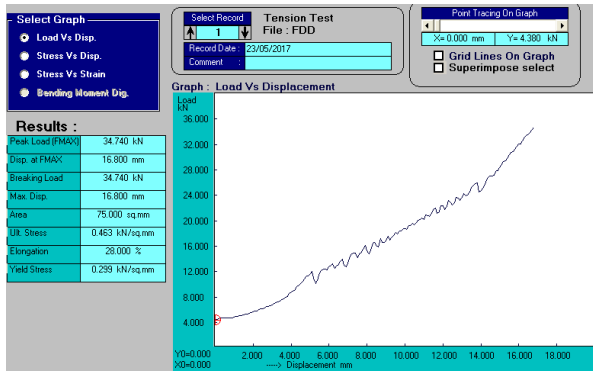 Select Graph
Load Vs Disp.
Stress Vs Disp.
Stress Vs Strain
Bending Moment Dig.
Select Record
1
Tension Test
File : FDD
Record Date : 23/05/2017
Comment :
Point Tracing On Graph
X= 0.000 mm Y= 4.380 kN
Grid Lines On Graph
Superimpose select
Results :
Peak Load (FMAX) 34.740 kN
Disp. at FMAX 16.800 mm
Breaking Load 34.740 kN
Max. Disp. 16.800 mm
Area 75.000 sq.mm
Ult. Stress 0.463 kN/sq.mm
Elongation 28.000 %
Yield Stress 0.299 kN/sq.mm
Graph : Load Vs Displacement
Load
kN
36.000
32.000
28.000
24.000
20.000
16.000
12.000
8.000
4.000
Y0=0.000
X0=0.000
2.000 4.000 6.000 8.000 10.000 12.000 14.000 16.000 18.000
----> Displacement mm